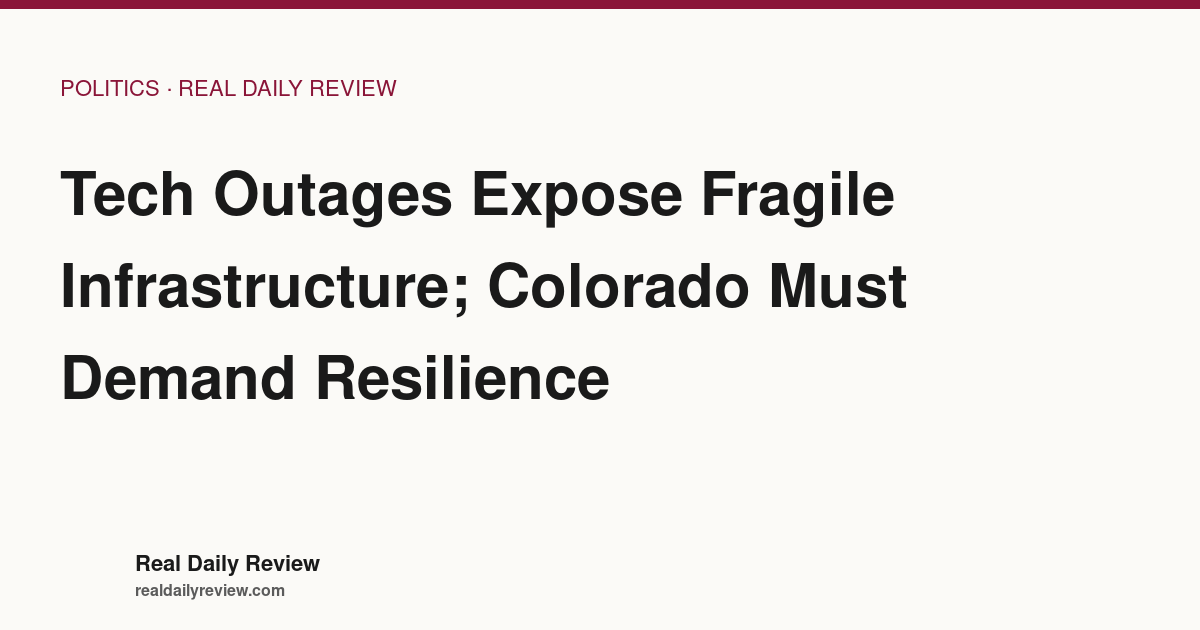 POLITICS · REAL DAILY REVIEW
Tech Outages Expose Fragile
Infrastructure; Colorado Must
Demand Resilience
Real Daily Review
realdailyreview.com